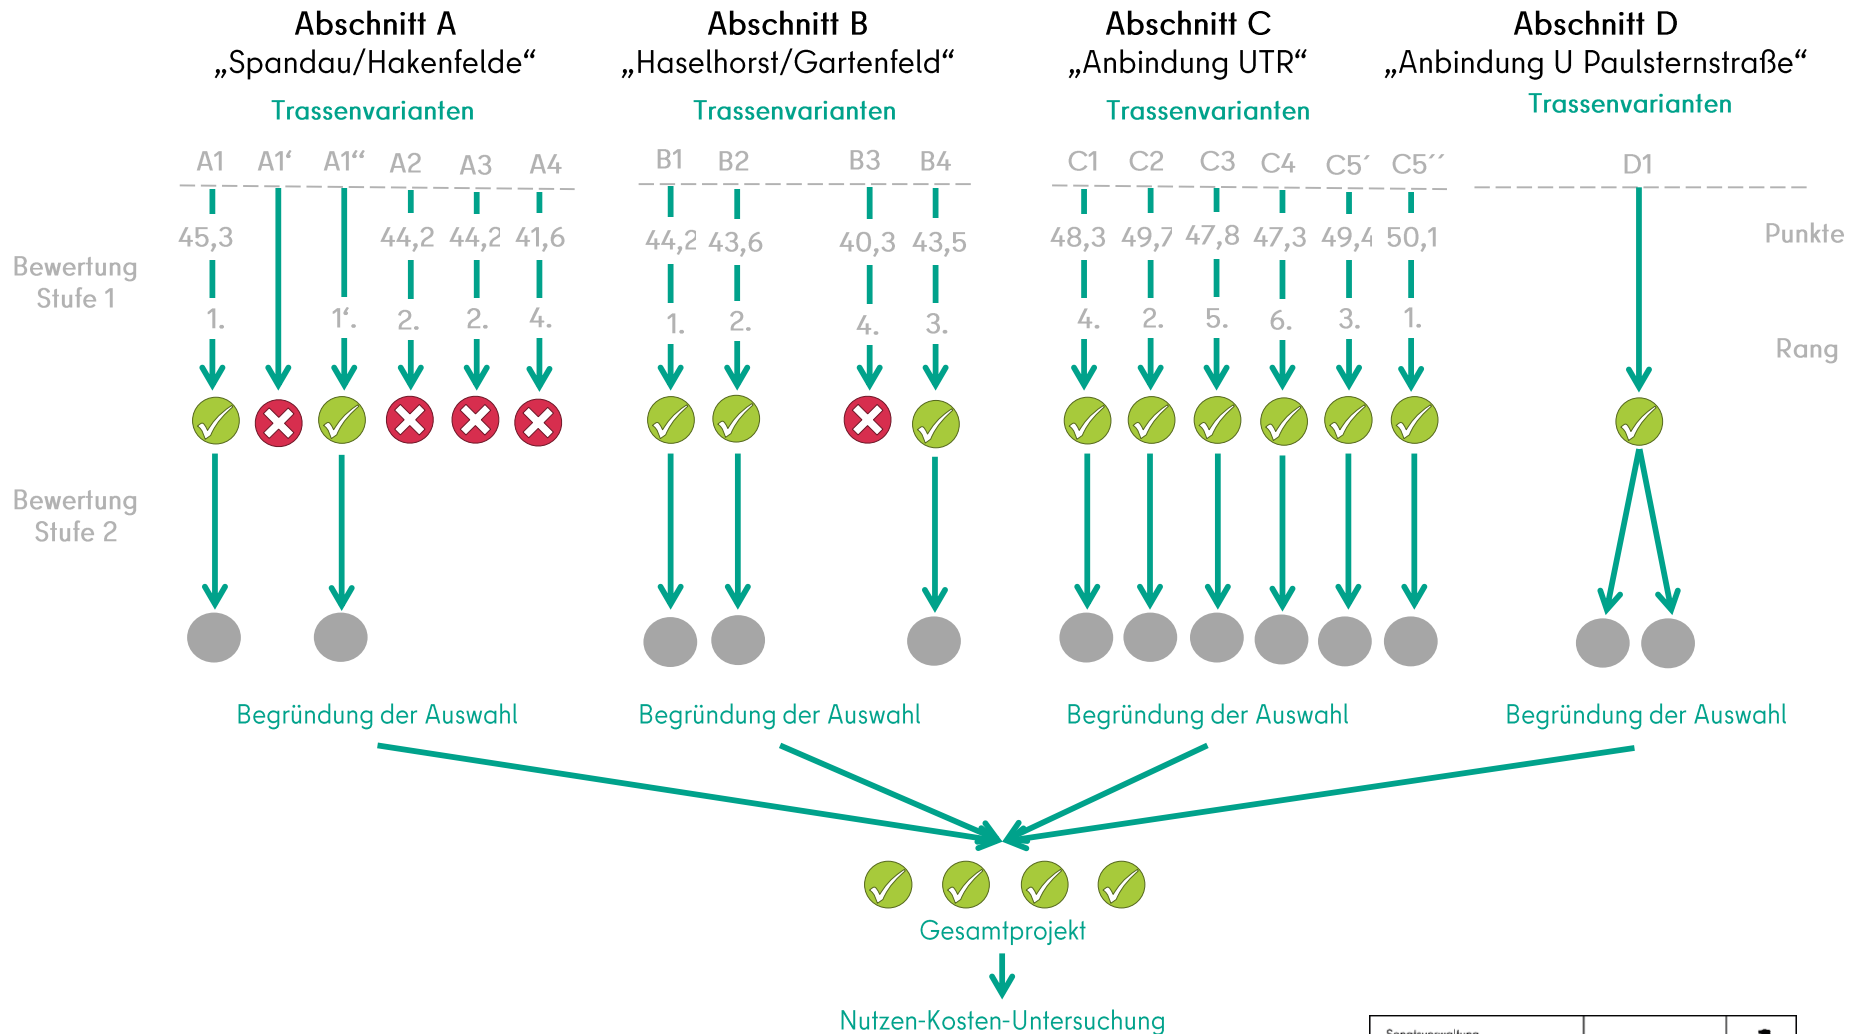 Abschnitt A
„Spandau/Hakenfelde“
Trassenvarianten
Abschnitt B
„Haselhorst/Gartenfeld“
Trassenvarianten
Abschnitt C
„Anbindung UTR“
Trassenvarianten
Abschnitt D
„Anbindung U Paulsternstraße“
Trassenvarianten
A1 A1‘ A1‘‘ A2 A3 A4 B1 B2 B3 B4 C1 C2 C3 C4 C5´ C5´´ D1
45,3 44,2 44,2 41,6 44,2 43,6 40,3 43,5 48,3 49,7 47,8 47,3 49,4 50,1 Punkte
Bewertung
Stufe 1
1. 1‘. 2. 2. 4. 1. 2. 4. 3. 4. 2. 5. 6. 3. 1.
Rang
Bewertung
Stufe 2
Begründung der Auswahl Begründung der Auswahl Begründung der Auswahl Begründung der Auswahl
Gesamtprojekt
Nutzen-Kosten-Untersuchung